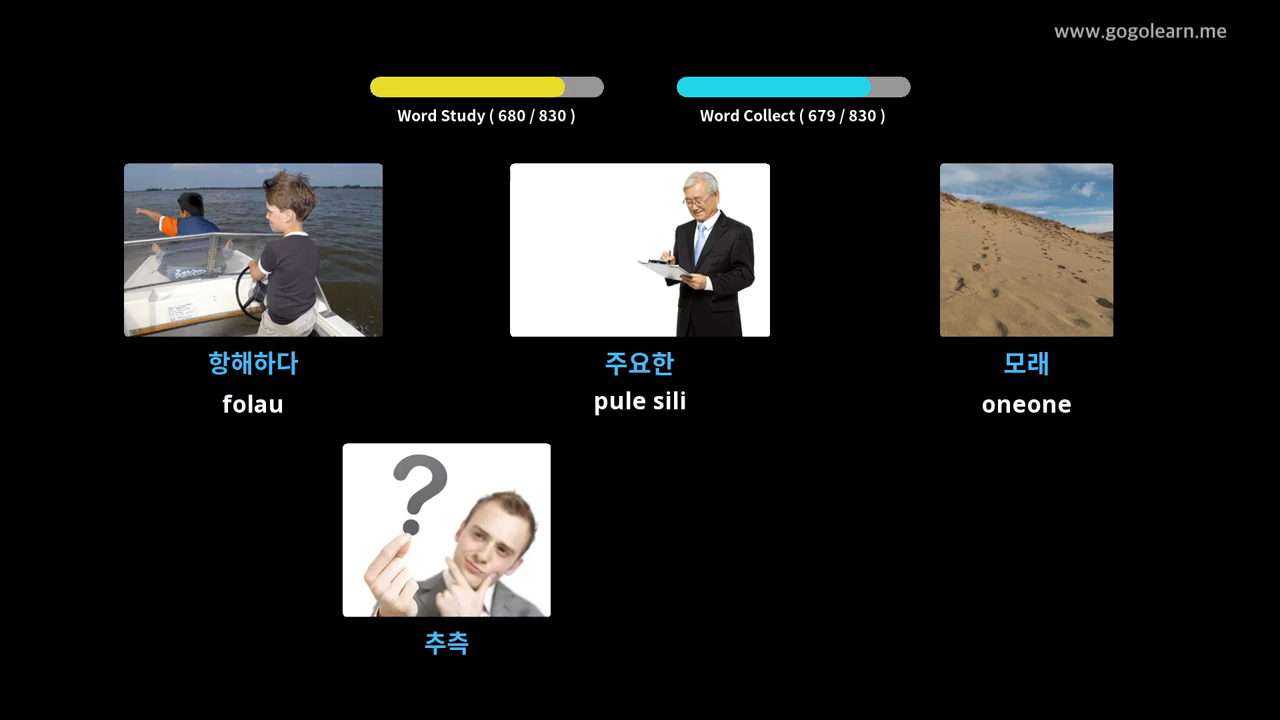 www.gogolearn.me
Word Study ( 680 / 830 )
Word Collect ( 679 / 830 )
항해하다
주요한
모래
folau
pule sili
oneone
추측